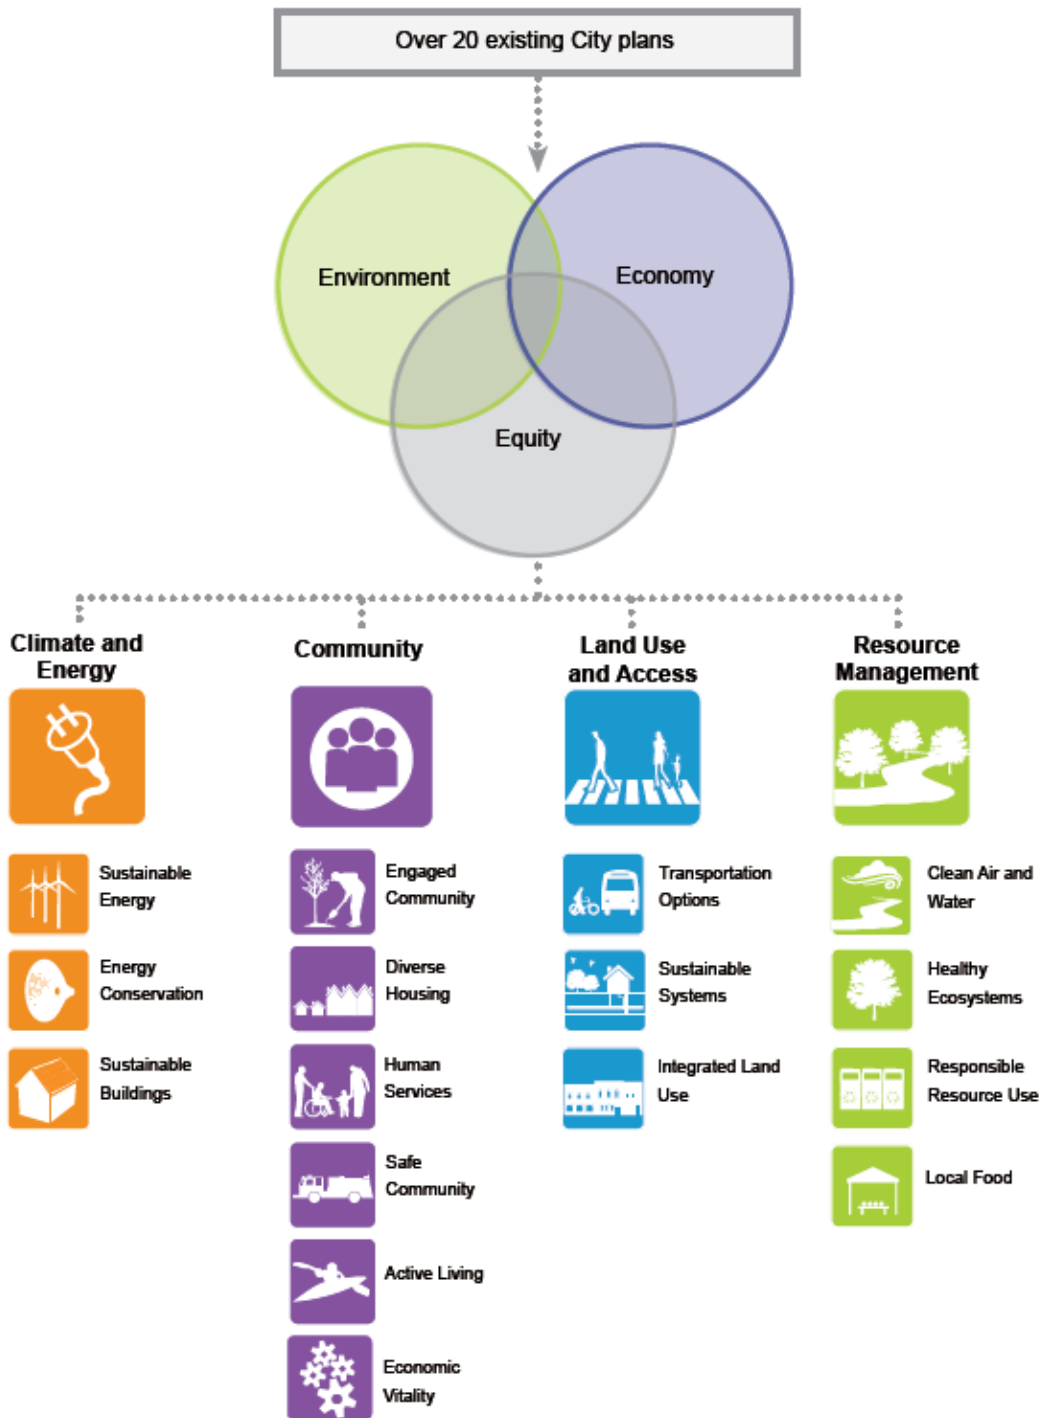 Over 20 existing City plans
Environment
Economy
Equity
Climate and
Energy
Sustainable
Energy
Energy
Conservation
Sustainable
Buildings
Community
Engaged
Community
Diverse
Housing
Human
Services
Safe
Community
Active Living
Economic
Vitality
Land Use
and Access
Transportation
Options
Sustainable
Systems
Integrated Land
Use
Resource
Management
Clean Air and
Water
Healthy
Ecosystems
Responsible
Resource Use
Local Food